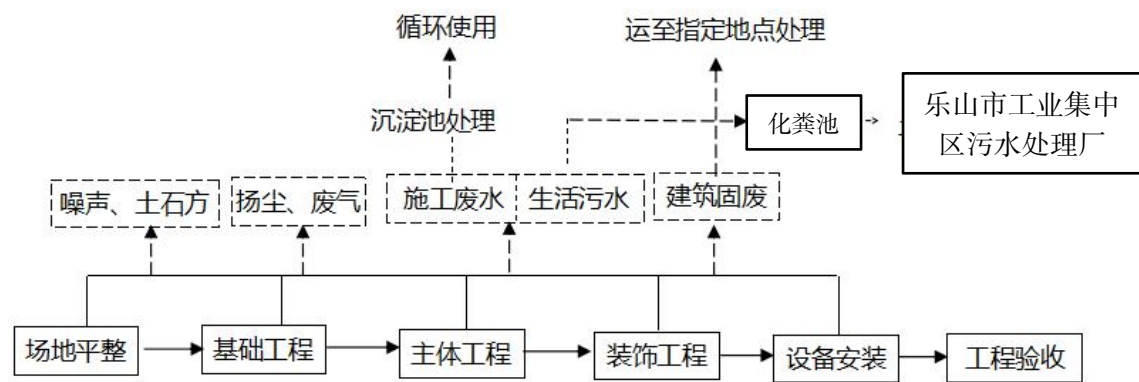 循环使用
运至指定地点处理
沉淀池处理
化粪池
乐山市工业集中
区污水处理厂
噪声、土石方
扬尘、废气
施工废水
生活污水
建筑固废
场地平整
基础工程
主体工程
装饰工程
设备安装
工程验收